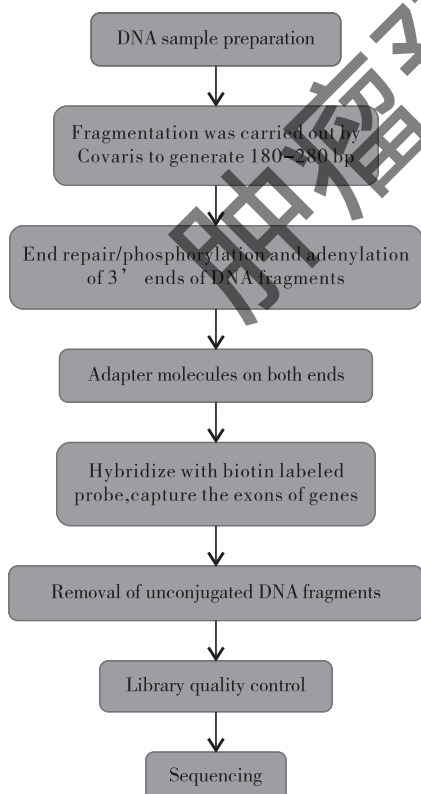 DNA sample preparation
Fragmentation was carried out by
Covaris to generate 180-280 bp
End repair/phosphorylation and adenylation
of 3’ ends of DNA fragments
Adapter molecules on both ends
Hybridize with biotin labeled
probe,capture the exons of genes
Removal of unconjugated DNA fragments
Library quality control
Sequencing
肿瘤